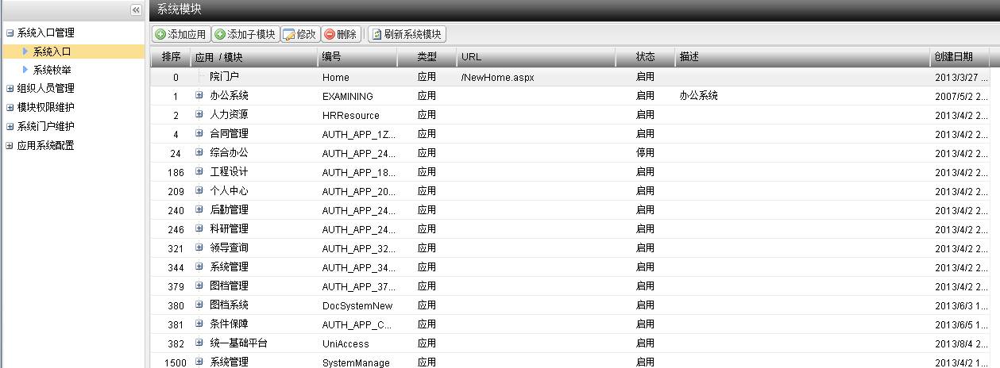 系统模块
系统入口管理
系统入口
系统枚举
组织人员管理
模块权限维护
系统门户维护
应用系统配置
添加应用 添加子模块 修改 删除 刷新系统模块
排序 应用 / 模块 编号 类型 URL 状态 描述 创建日期
0 院门户 Home 应用 /NewHome.aspx 启用 2013/3/27 ...
1 办公系统 EXAMINING 应用 启用 办公系统 2007/5/2 2...
2 人力资源 HRResource 应用 启用 2013/4/2 2...
4 合同管理 AUTH_APP_1Z... 应用 启用 2013/4/2 2...
24 综合办公 AUTH_APP_24... 应用 停用 2013/4/2 2...
186 工程设计 AUTH_APP_18... 应用 启用 2013/4/2 2...
209 个人中心 AUTH_APP_20... 应用 启用 2013/4/2 2...
240 后勤管理 AUTH_APP_24... 应用 启用 2013/4/2 2...
246 科研管理 AUTH_APP_24... 应用 启用 2013/4/2 2...
321 领导查询 AUTH_APP_32... 应用 启用 2013/4/2 2...
344 系统管理 AUTH_APP_34... 应用 启用 2013/4/2 2...
379 图档管理 AUTH_APP_37... 应用 启用 2013/4/2 2...
380 图档系统 DocSystemNew 应用 启用 2013/6/3 1...
381 条件保障 AUTH_APP_C... 应用 启用 2013/6/5 1...
382 统一基础平台 UniAccess 应用 启用 2013/8/4 2...
1500 系统管理 SystemManage 应用 启用 2013/4/2 1...